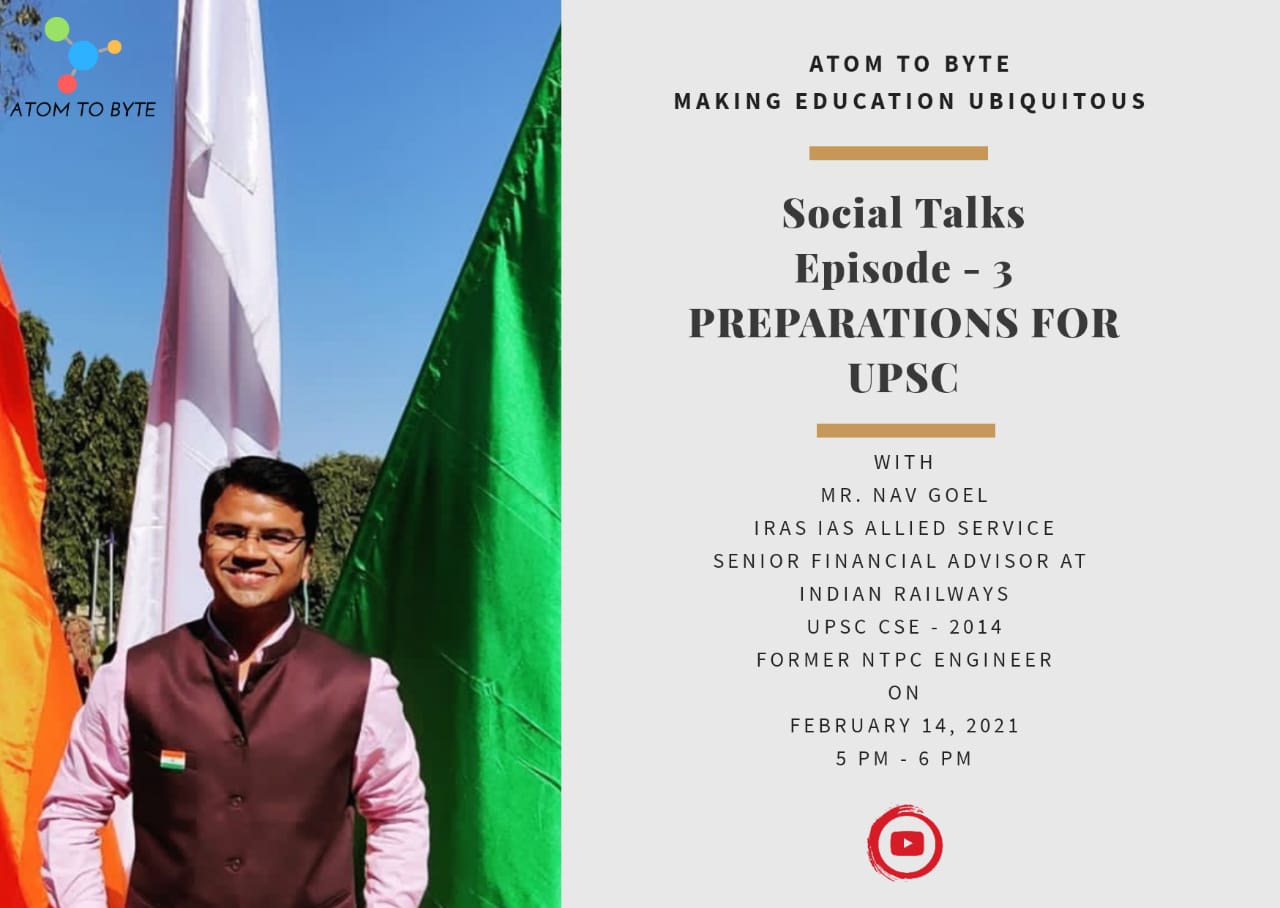 ATOM TO BYTE
ATOM TO BYTE
MAKING EDUCATION UBIQUITOUS
Social Talks
Episode - 3
PREPARATIONS FOR
UPSC
WITH
MR. NAV GOEL
IRAS IAS ALLIED SERVICE
SENIOR FINANCIAL ADVISOR AT
INDIAN RAILWAYS
UPSC CSE - 2014
FORMER NTPC ENGINEER
ON
FEBRUARY 14, 2021
5 PM - 6 PM